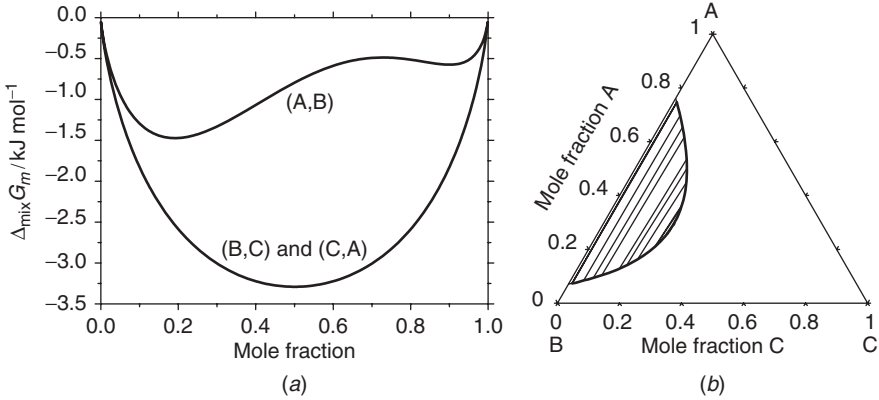 0.0
−0.5
−1.0
−1.5
−2.0
−2.5
−3.0
−3.5
Δ_mix G_m / kJ mol⁻¹
(A,B)
(B,C) and (C,A)
0.0 0.2 0.4 0.6 0.8 1.0
Mole fraction
(a)
A
1
0.8
0.6
0.4
0.2
0
Mole fraction A
0 0.2 0.4 0.6 0.8 1
B Mole fraction C C
(b)